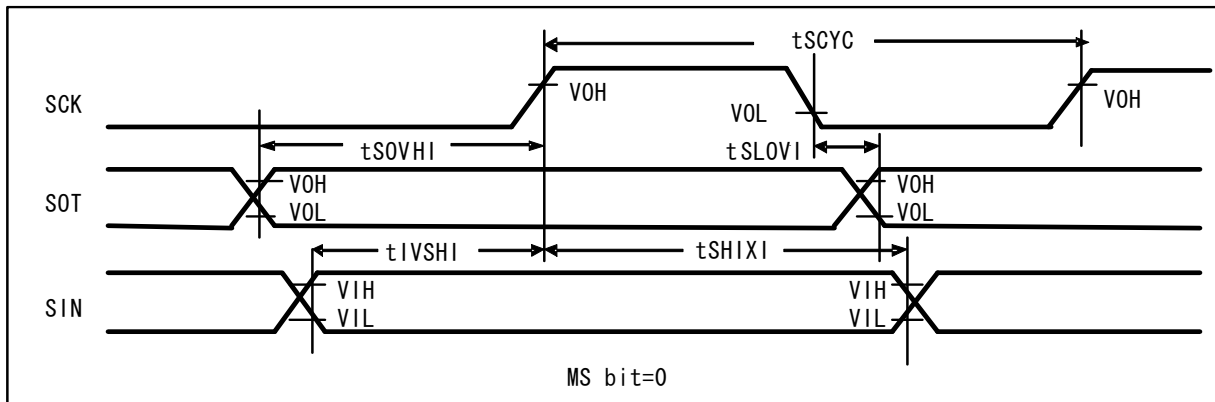 tSCYC
SCK
VOH
VOL
VOH
tSOVHI
tSLOVI
SOT
VOH
VOL
VOH
VOL
tIVSHI
tSHIXI
SIN
VIH
VIL
VIH
VIL
MS bit=0